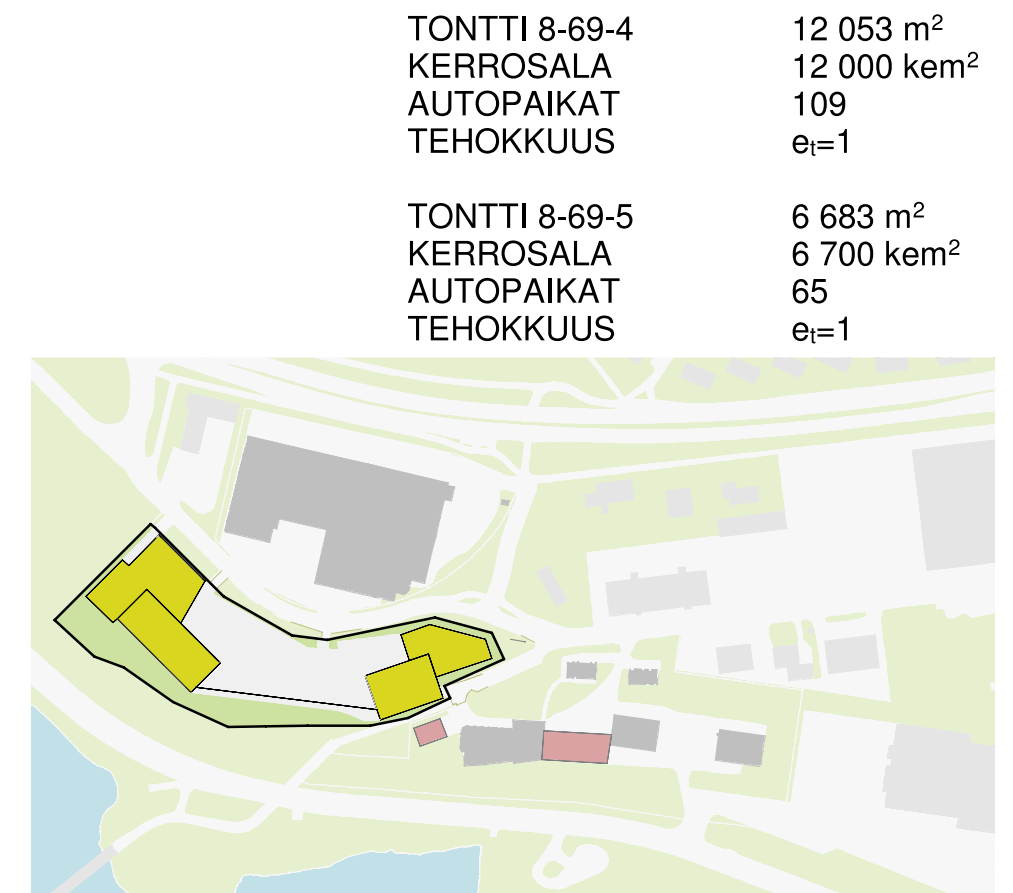 TONTTI 8-69-4 12 053 m²
KERROSALA 12 000 kem²
AUTOPAIKAT 109
TEHOKKUUS eₜ=1
TONTTI 8-69-5 6 683 m²
KERROSALA 6 700 kem²
AUTOPAIKAT 65
TEHOKKUUS eₜ=1